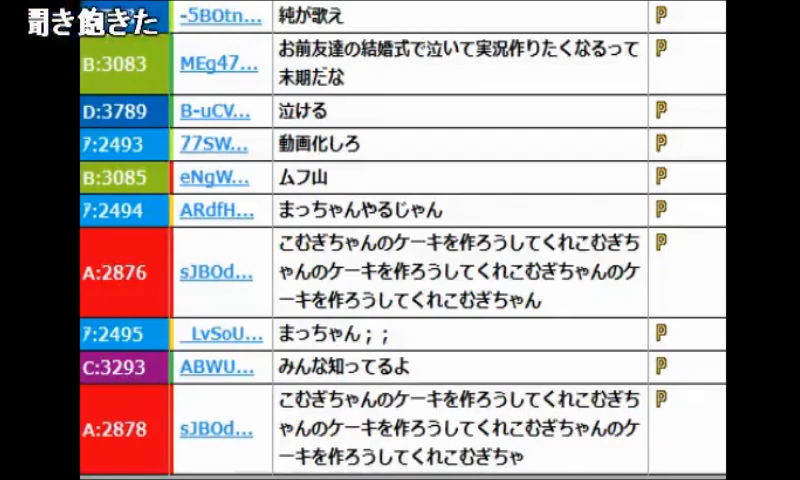 聞き飽きた
-5BOtn... 純が歌え P
B:3083 MEg47... お前友達の結婚式で泣いて実況作りたくなるって P
末期だな
D:3789 B-uCV... 泣ける P
ｱ:2493 77SW... 動画化しろ P
B:3085 eNgW... ムフ山 P
ｱ:2494 ARdfH... まっちゃんやるじゃん P
こむぎちゃんのケーキを作ろうしてくれこむぎち P
A:2876 sJBOd... ゃんのケーキを作ろうしてくれこむぎちゃんのケ
ーキを作ろうしてくれこむぎちゃん
ｱ:2495 _LvSoU... まっちゃん；； P
C:3293 ABWU... みんな知ってるよ P
こむぎちゃんのケーキを作ろうしてくれこむぎち P
A:2878 sJBOd... ゃんのケーキを作ろうしてくれこむぎちゃんのケ
ーキを作ろうしてくれこむぎちゃ